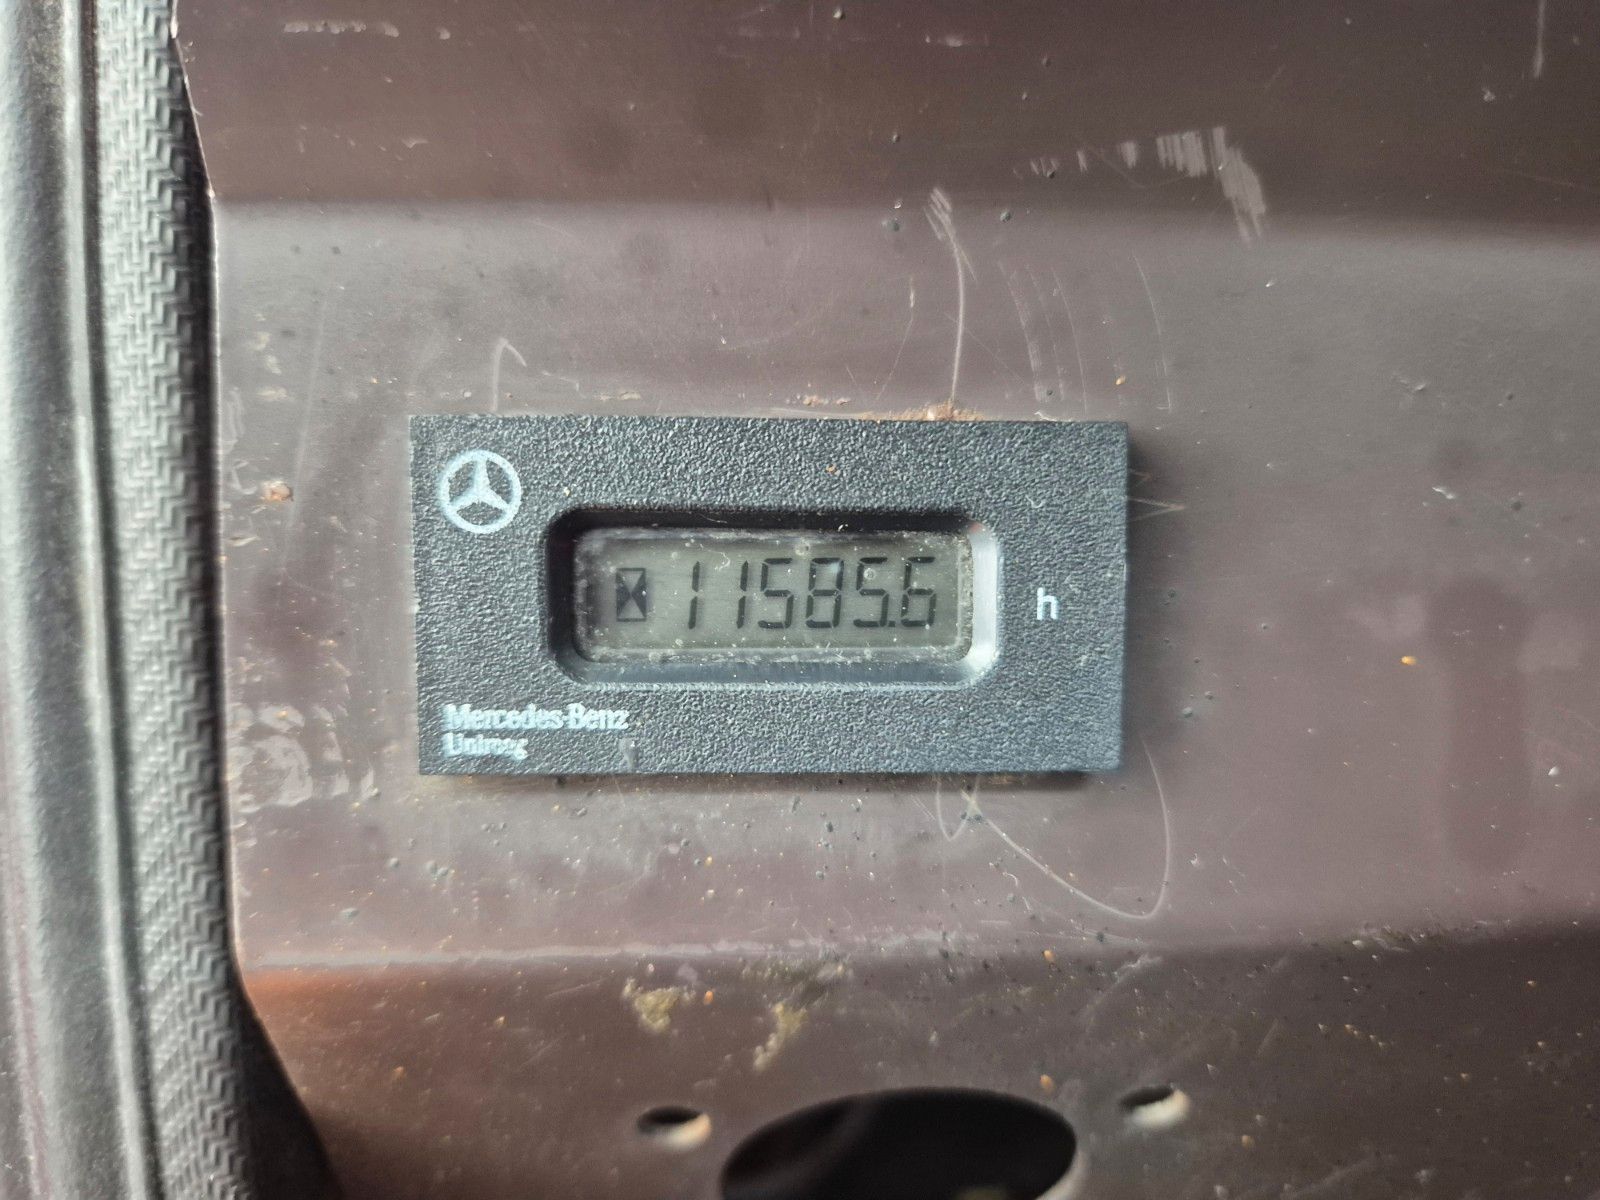 11585.6 h
Mercedes-Benz
Unimog